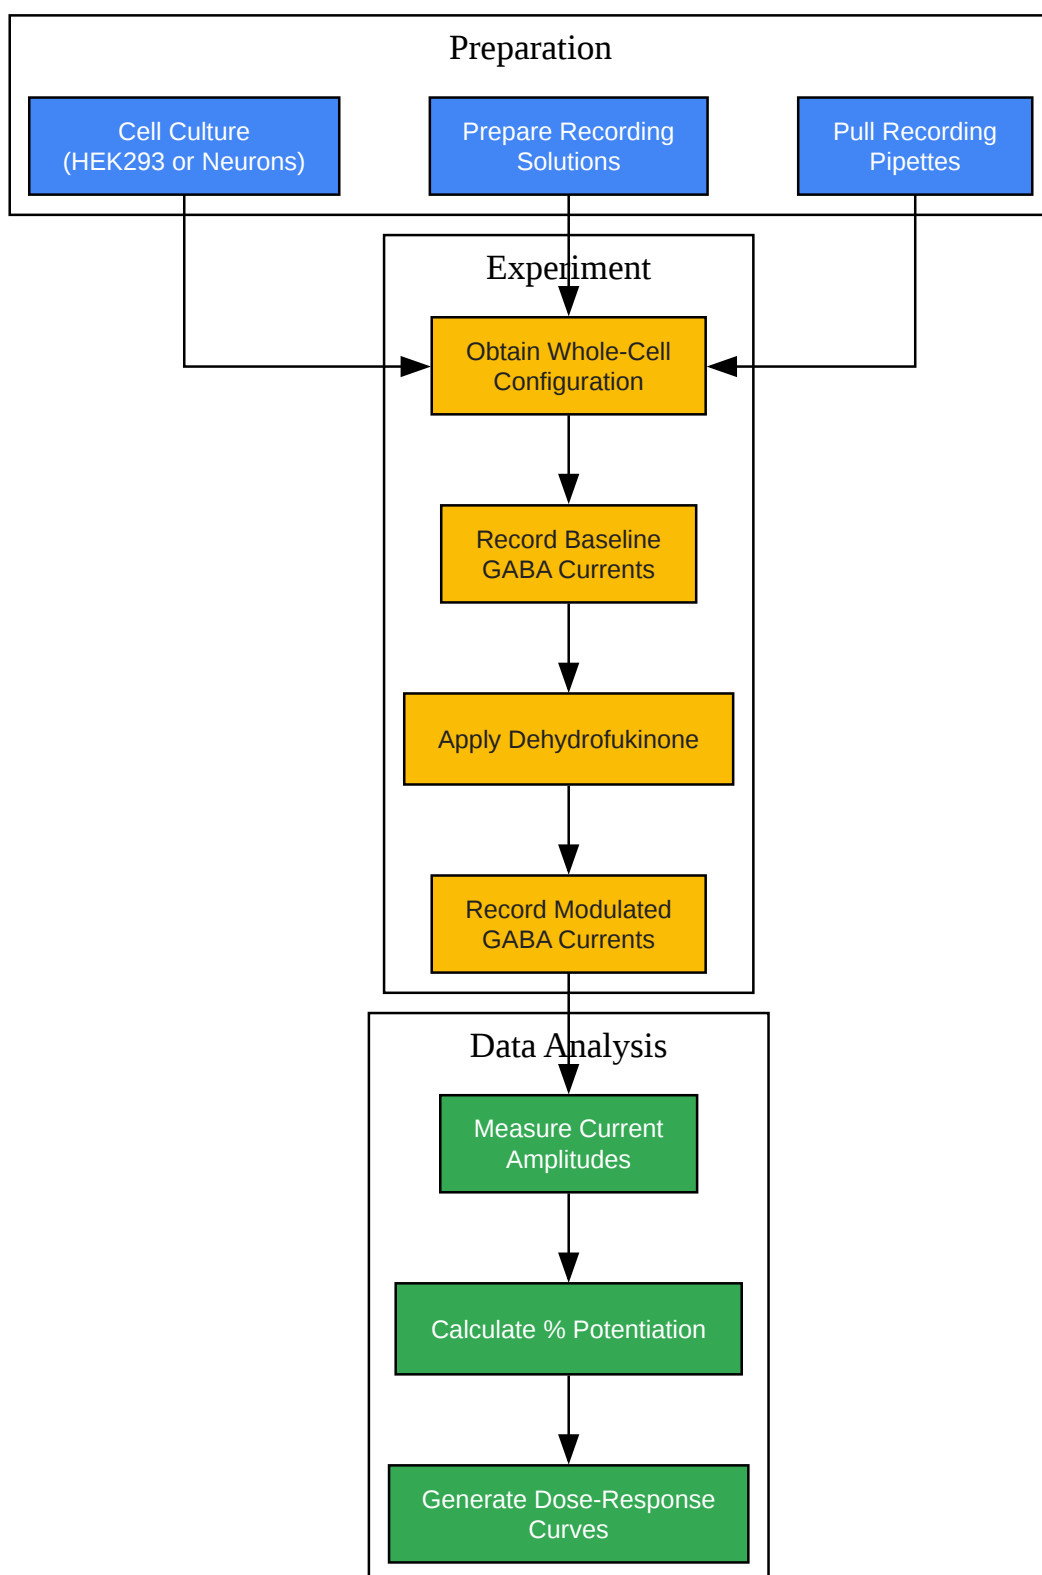 Preparation
Cell Culture
(HEK293 or Neurons)
Prepare Recording
Solutions
Pull Recording
Pipettes
Experiment
Obtain Whole-Cell
Configuration
Record Baseline
GABA Currents
Apply Dehydrofukinone
Record Modulated
GABA Currents
Data Analysis
Measure Current
Amplitudes
Calculate % Potentiation
Generate Dose-Response
Curves